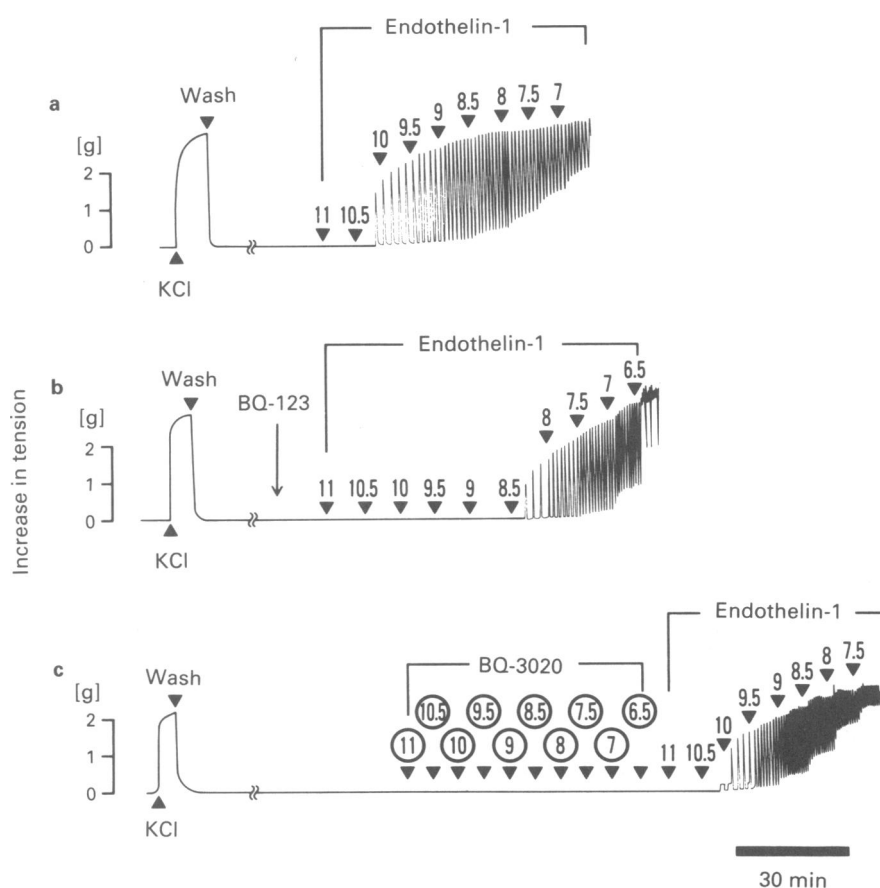 Endothelin-1
a
Wash
[g]
2
1
0
KCl
11 10.5 10 9.5 9 8.5 8 7.5 7
Endothelin-1
b
Wash
BQ-123
[g]
2
1
0
KCl
11 10.5 10 9.5 9 8.5 8 7.5 7 6.5
Increase in tension
Endothelin-1
c
Wash
BQ-3020
[g]
2
1
0
KCl
10.5 9.5 8.5 7.5 6.5
11 10 9 8 7
11 10.5 10 9.5 9 8.5 8 7.5
30 min